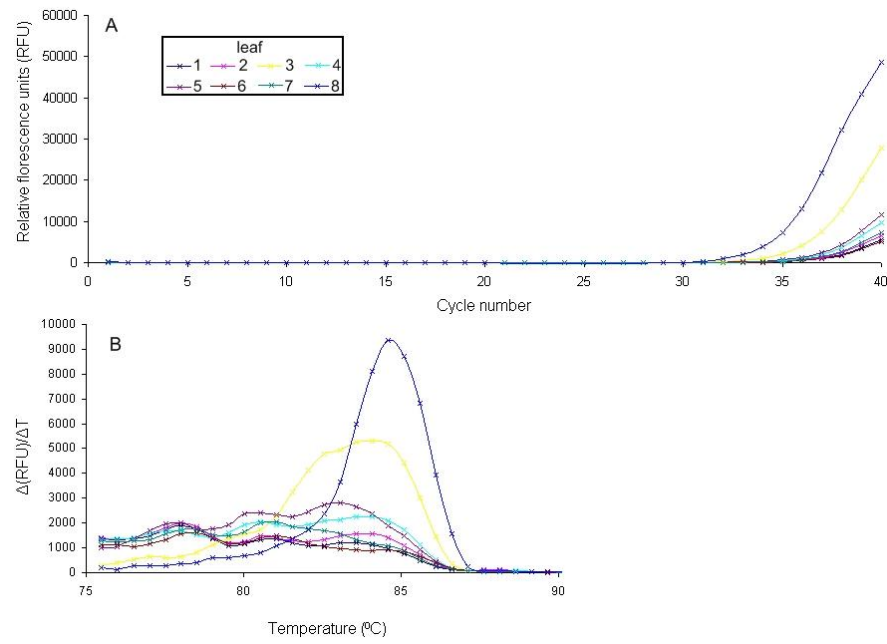 A
leaf
1 2 3 4
5 6 7 8
60000
50000
40000
30000
20000
10000
0
Relative florescence units (RFU)
0 5 10 15 20 25 30 35 40
Cycle number
B
10000
9000
8000
7000
6000
5000
4000
3000
2000
1000
0
Δ(RFU)/ΔT
75 80 85 90
Temperature (ºC)